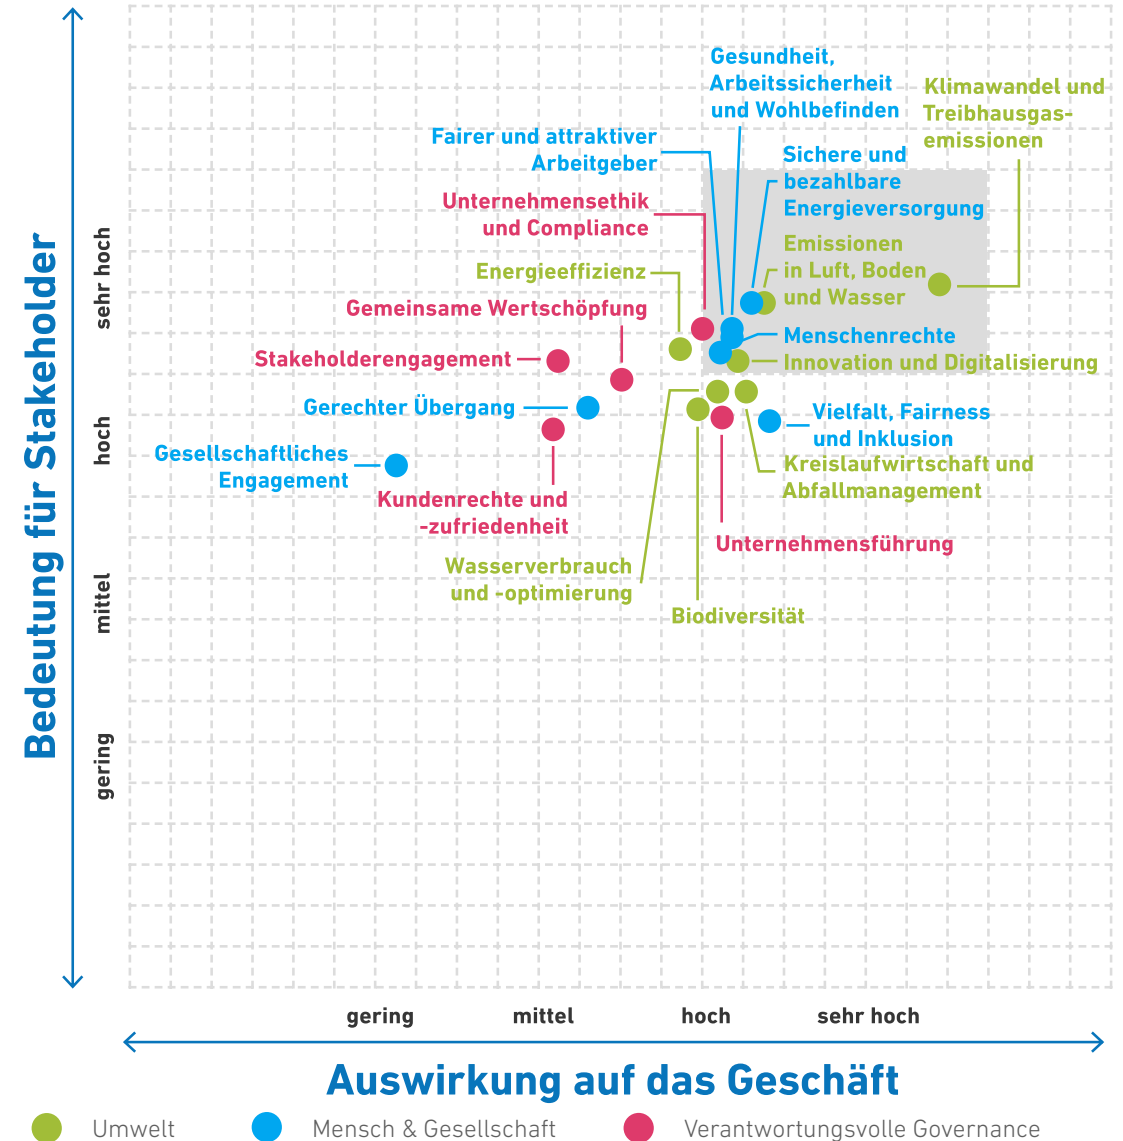 Bedeutung für Stakeholder
sehr hoch
hoch
mittel
gering
Gesundheit,
Arbeitssicherheit
und Wohlbefinden
Klimawandel und
Treibhausgas-
emissionen
Fairer und attraktiver
Arbeitgeber
Sichere und
bezahlbare
Energieversorgung
Unternehmensethik
und Compliance
Emissionen
in Luft, Boden
und Wasser
Energieeffizienz
Gemeinsame Wertschöpfung
Menschenrechte
Stakeholderengagement
Innovation und Digitalisierung
Gerechter Übergang
Vielfalt, Fairness
und Inklusion
Gesellschaftliches
Engagement
Kreislaufwirtschaft und
Abfallmanagement
Kundenrechte und
-zufriedenheit
Unternehmensführung
Wasserverbrauch
und -optimierung
Biodiversität
gering
mittel
hoch
sehr hoch
Auswirkung auf das Geschäft
Umwelt
Mensch & Gesellschaft
Verantwortungsvolle Governance